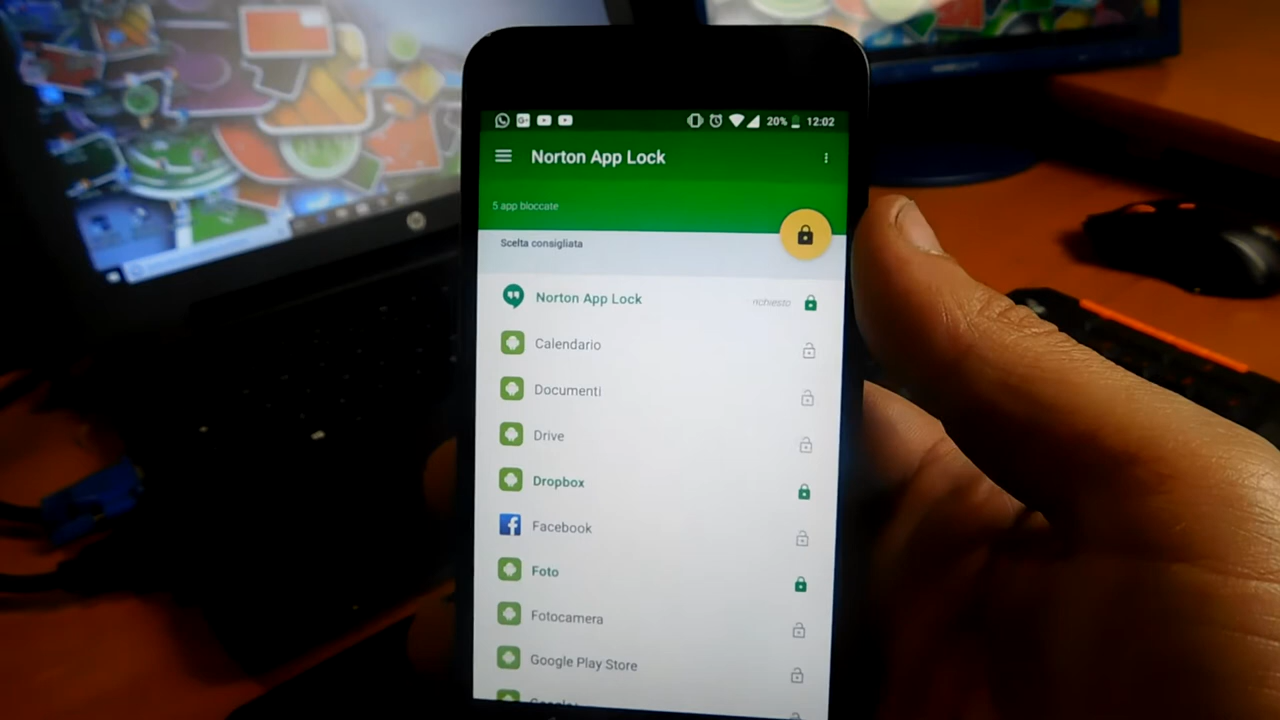 20% 12:02
Norton App Lock
5 app bloccate
Scelta consigliata
Norton App Lock richiesto
Calendario
Documenti
Drive
Dropbox
Facebook
Foto
Fotocamera
Google Play Store